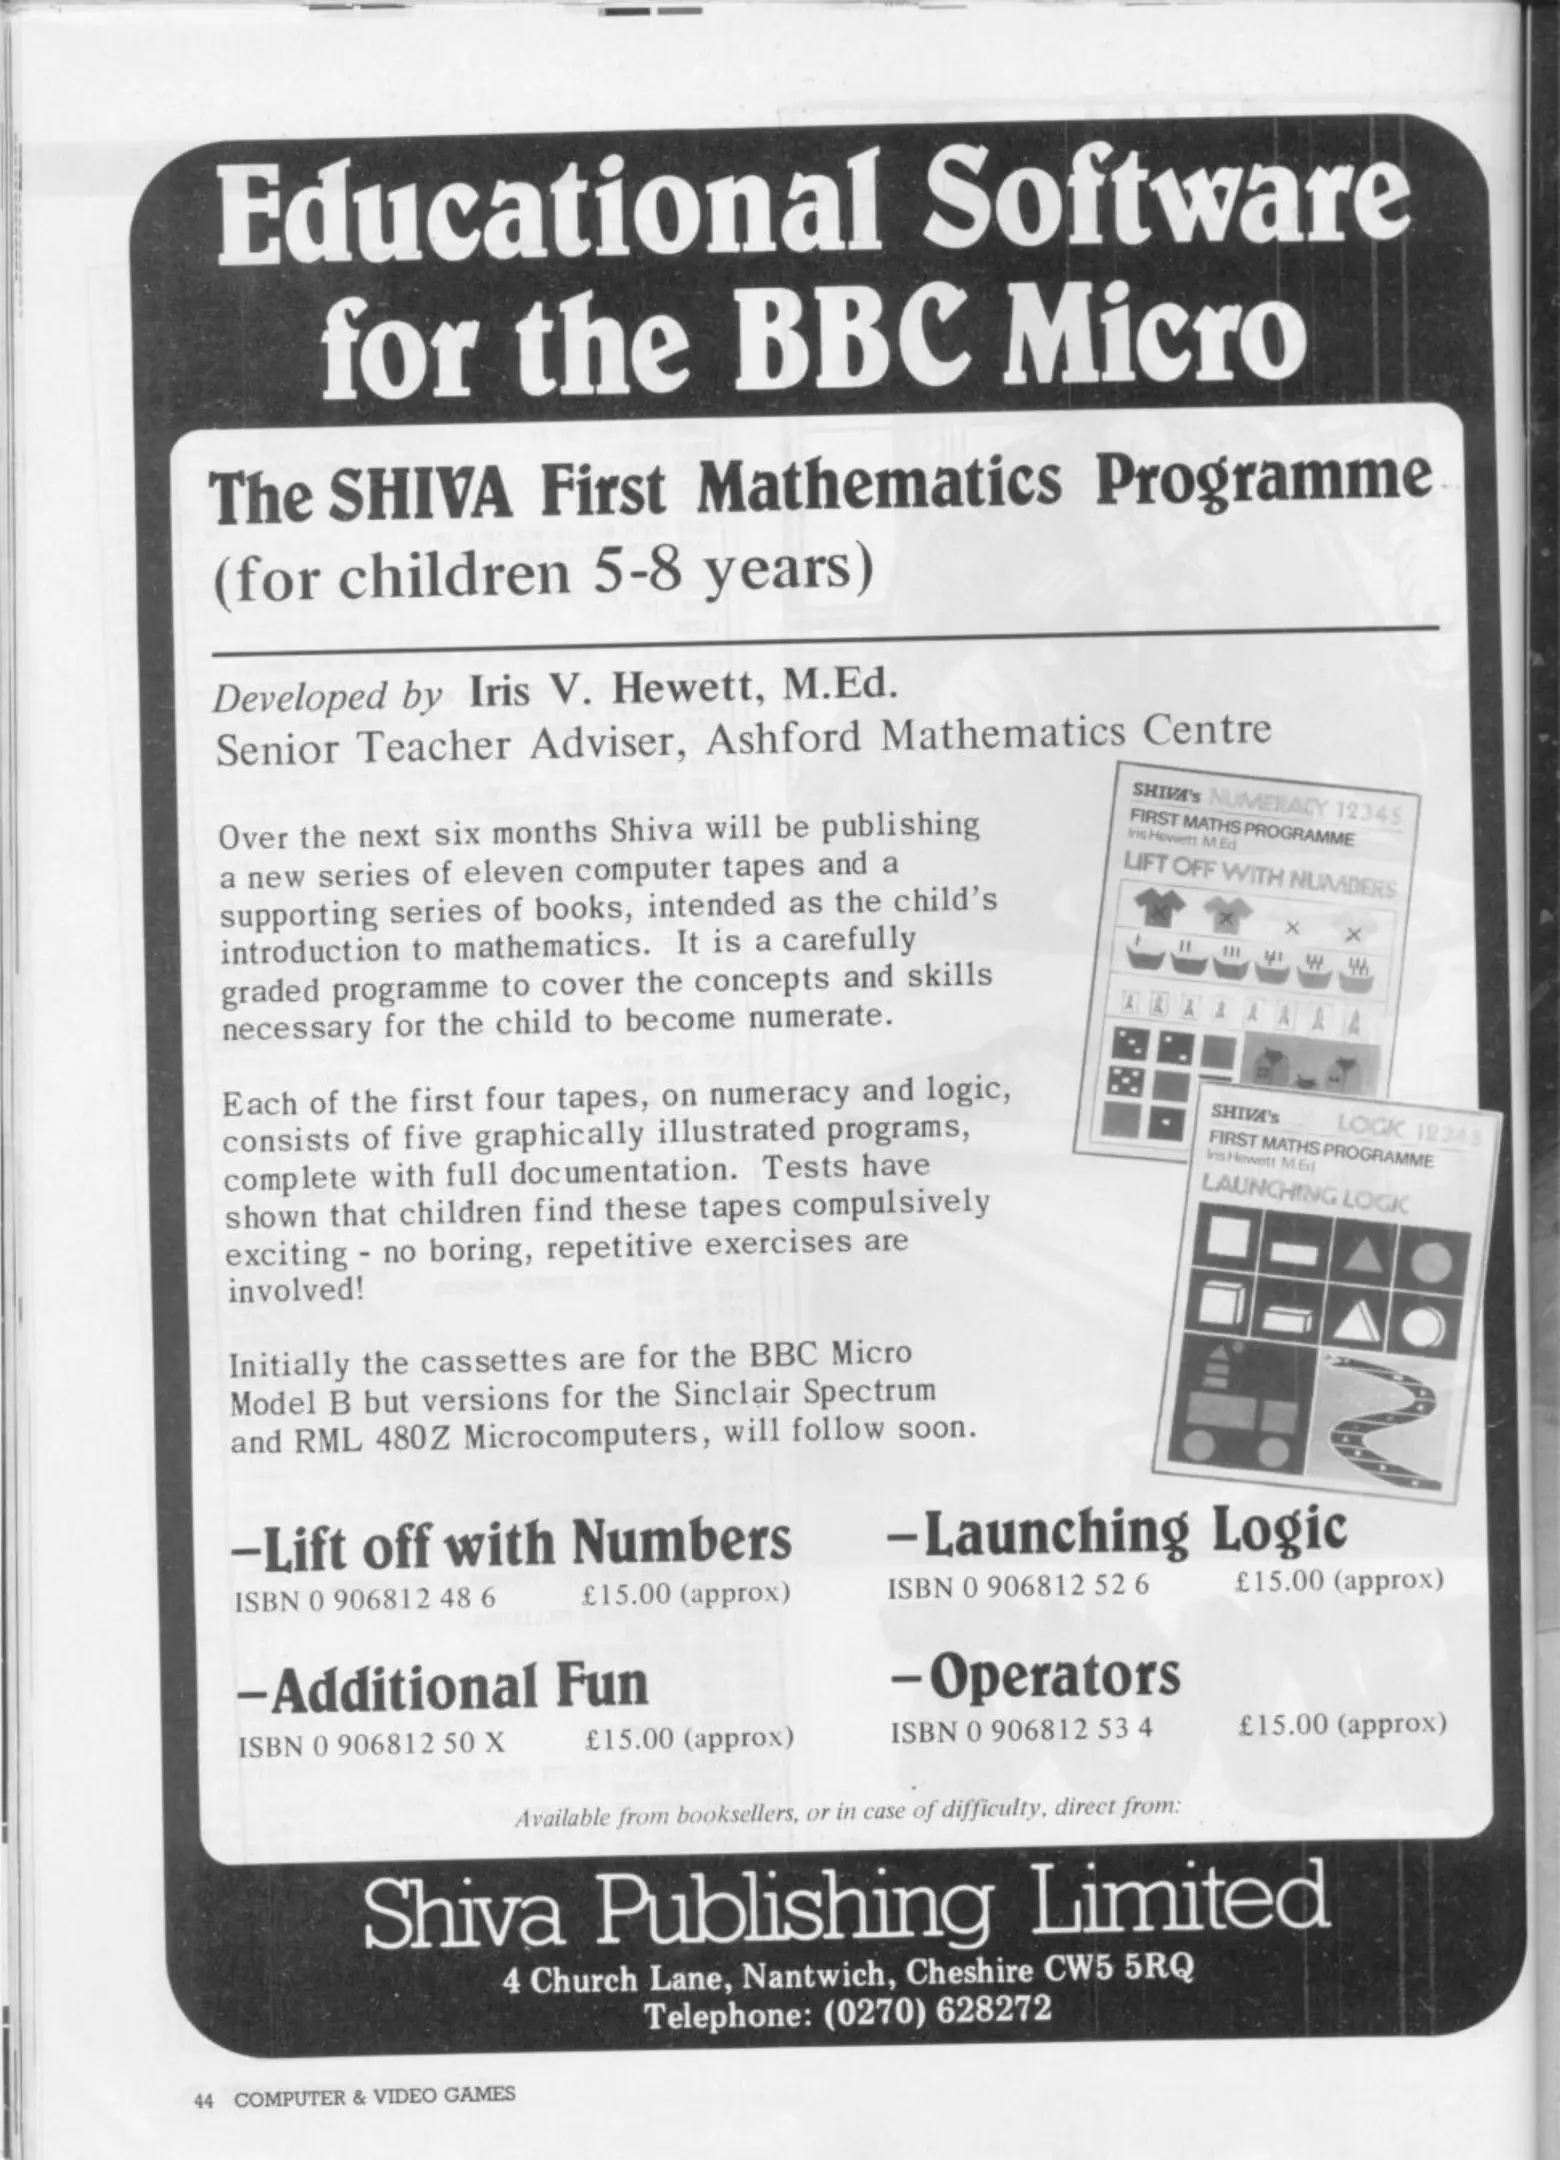 Educational Software
for the BBC Micro
The SHIVA First Mathematics Programme
(for children 5-8 years)
Developed by Iris V. Hewett, M.Ed.
Senior Teacher Adviser, Ashford Mathematics Centre
Over the next six months Shiva will be publishing
a new series of eleven computer tapes and a
supporting series of books, intended as the child's
introduction to mathematics. It is a carefully
graded programme to cover the concepts and skills
necessary for the child to become numerate.
Each of the first four tapes, on numeracy and logic,
consists of five graphically illustrated programs,
complete with full documentation. Tests have
shown that children find these tapes compulsively
exciting - no boring, repetitive exercises are
involved!
Initially the cassettes are for the BBC Micro
Model B but versions for the Sinclair Spectrum
and RML 480Z Microcomputers, will follow soon.
SHIVA's NUMERACY 12345
FIRST MATHS PROGRAMME
Iris Hewett M.Ed
LIFT OFF WITH NUMBERS
SHIVA's LOGIC 12345
FIRST MATHS PROGRAMME
Iris Hewett M.Ed
LAUNCHING LOGIC
–Lift off with Numbers
ISBN 0 906812 48 6 £15.00 (approx)
–Launching Logic
ISBN 0 906812 52 6 £15.00 (approx)
–Additional Fun
ISBN 0 906812 50 X £15.00 (approx)
–Operators
ISBN 0 906812 53 4 £15.00 (approx)
Available from booksellers, or in case of difficulty, direct from:
Shiva Publishing Limited
4 Church Lane, Nantwich, Cheshire CW5 5RQ
Telephone: (0270) 628272
44 COMPUTER & VIDEO GAMES